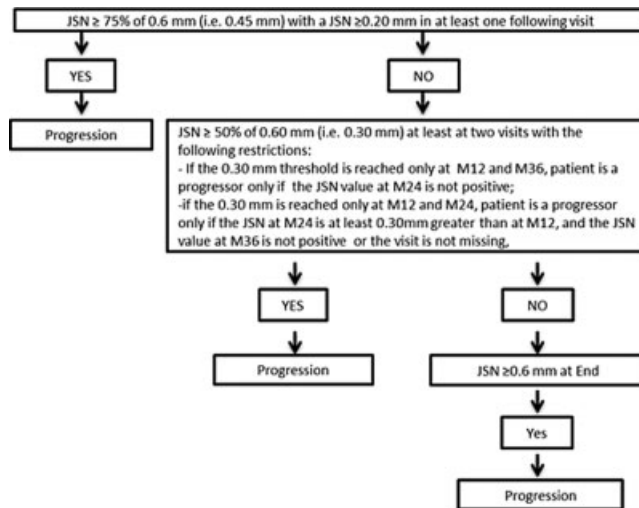 JSN ≥ 75% of 0.6 mm (i.e. 0.45 mm) with a JSN ≥0.20 mm in at least one following visit
YES
NO
Progression
JSN ≥ 50% of 0.60 mm (i.e. 0.30 mm) at least at two visits with the
following restrictions:
- If the 0.30 mm threshold is reached only at M12 and M36, patient is a
progressor only if the JSN value at M24 is not positive;
-if the 0.30 mm is reached only at M12 and M24, patient is a progressor
only if the JSN at M24 is at least 0.30mm greater than at M12, and the JSN
value at M36 is not positive or the visit is not missing,
YES
NO
Progression
JSN ≥0.6 mm at End
Yes
Progression